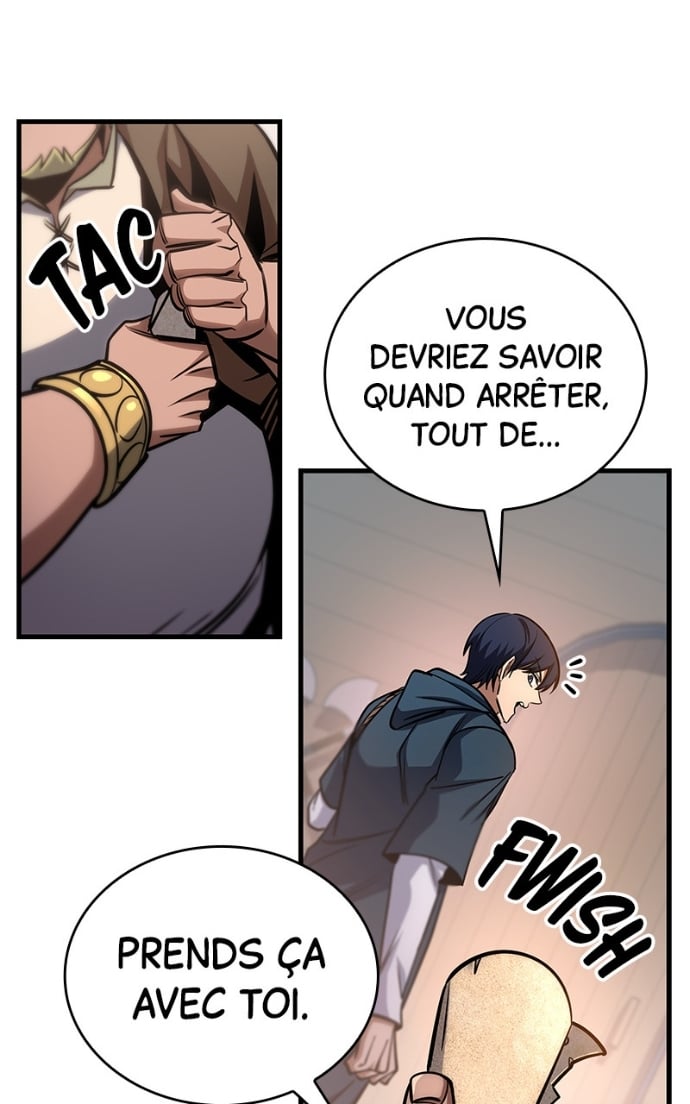 TAC
VOUS
DEVRIEZ SAVOIR
QUAND ARRÊTER,
TOUT DE...
FWISH
PRENDS ÇA
AVEC TOI.